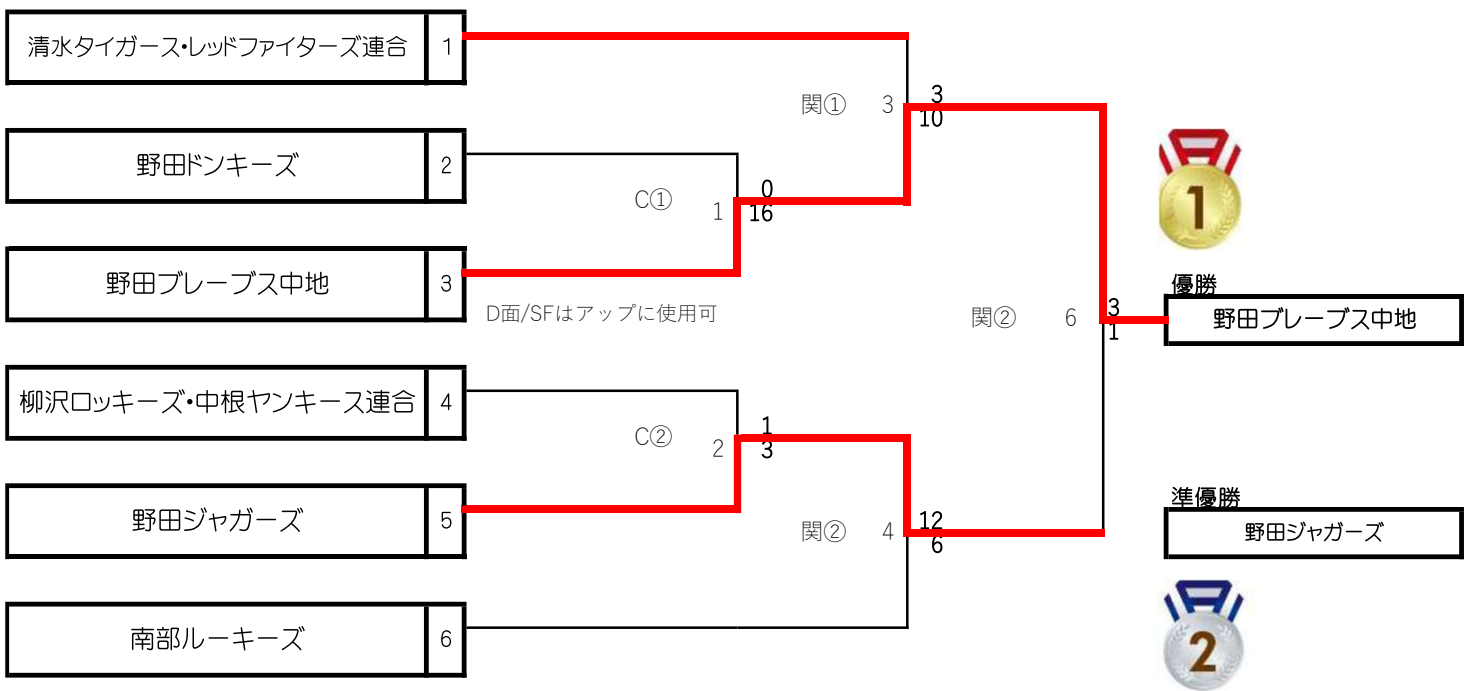 清水タイガース・レッドファイターズ連合 1
関① 3
3
10
野田ドンキーズ 2
C① 1
0
16
1
野田ブレーブス中地 3
D面/SFはアップに使用可
優勝
野田ブレーブス中地
関② 6
3
1
柳沢ロッキーズ・中根ヤンキース連合 4
C② 2
1
3
準優勝
野田ジャガーズ
野田ジャガーズ 5
関② 4
12
6
南部ルーキーズ 6
2